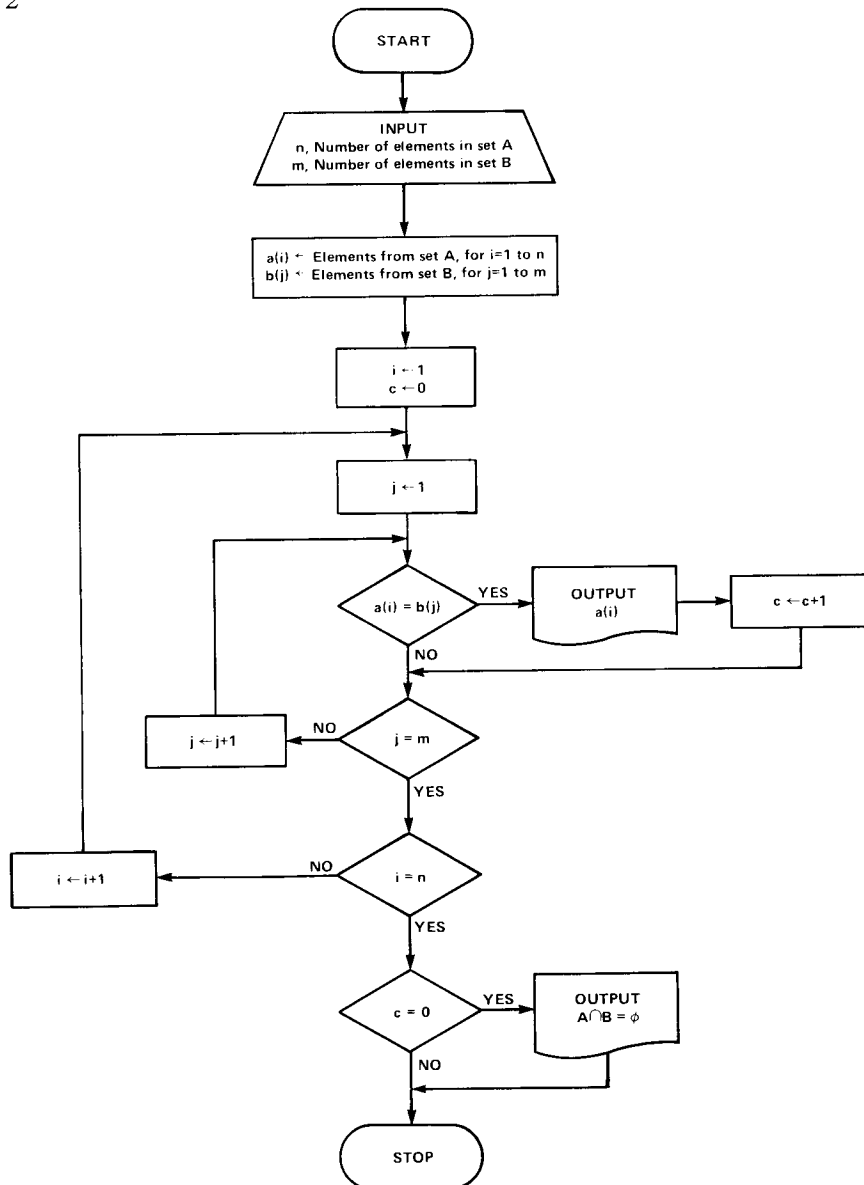 2
START
INPUT
n, Number of elements in set A
m, Number of elements in set B
a(i) ← Elements from set A, for i=1 to n
b(j) ← Elements from set B, for j=1 to m
i ← 1
c ← 0
j ← 1
a(i) = b(j)
YES
OUTPUT
a(i)
c ← c+1
NO
j = m
NO
j ← j+1
YES
i = n
NO
i ← i+1
YES
c = 0
YES
OUTPUT
A∩B = ϕ
NO
STOP